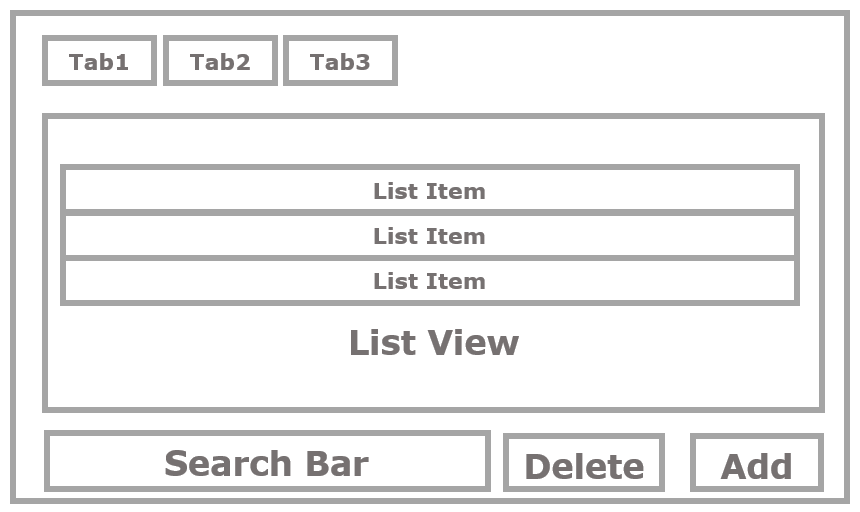 Tab1 Tab2 Tab3
List Item
List Item
List Item
List View
Search Bar Delete Add